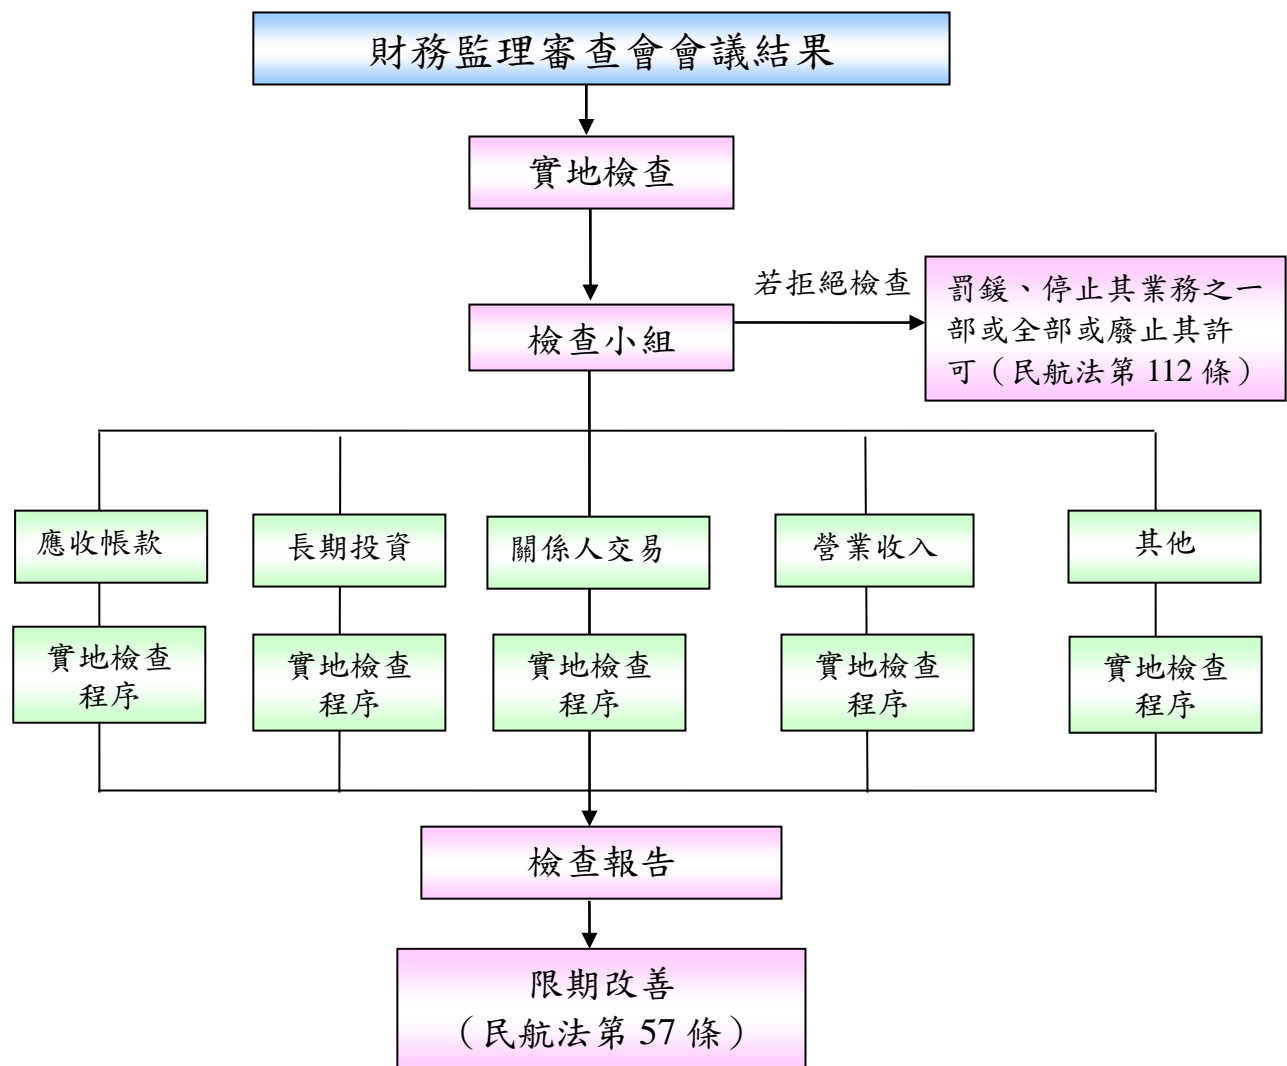 財務監理審查會會議結果
實地檢查
若拒絕檢查
罰鍰、停止其業務之一
部或全部或廢止其許
可（民航法第 112 條）
檢查小組
應收帳款
長期投資
關係人交易
營業收入
其他
實地檢查
程序
實地檢查
程序
實地檢查
程序
實地檢查
程序
實地檢查
程序
檢查報告
限期改善
（民航法第 57 條）